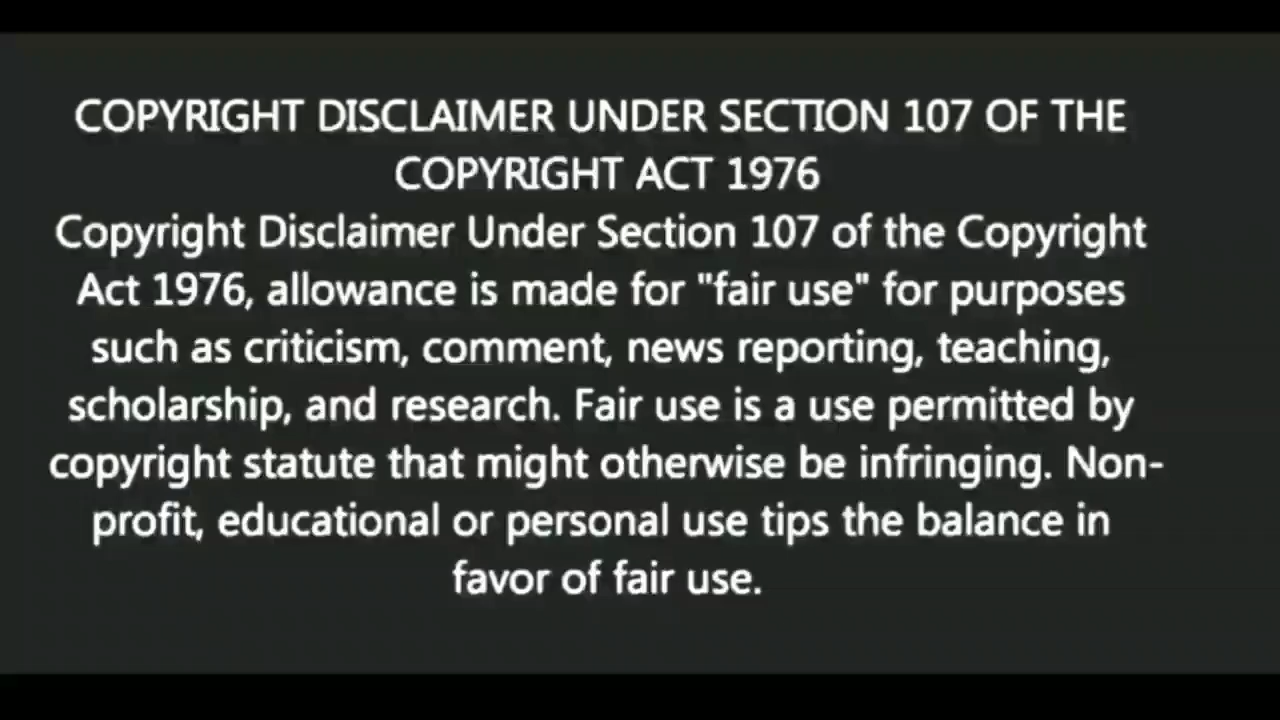 COPYRIGHT DISCLAIMER UNDER SECTION 107 OF THE
COPYRIGHT ACT 1976
Copyright Disclaimer Under Section 107 of the Copyright
Act 1976, allowance is made for "fair use" for purposes
such as criticism, comment, news reporting, teaching,
scholarship, and research. Fair use is a use permitted by
copyright statute that might otherwise be infringing. Non-
profit, educational or personal use tips the balance in
favor of fair use.